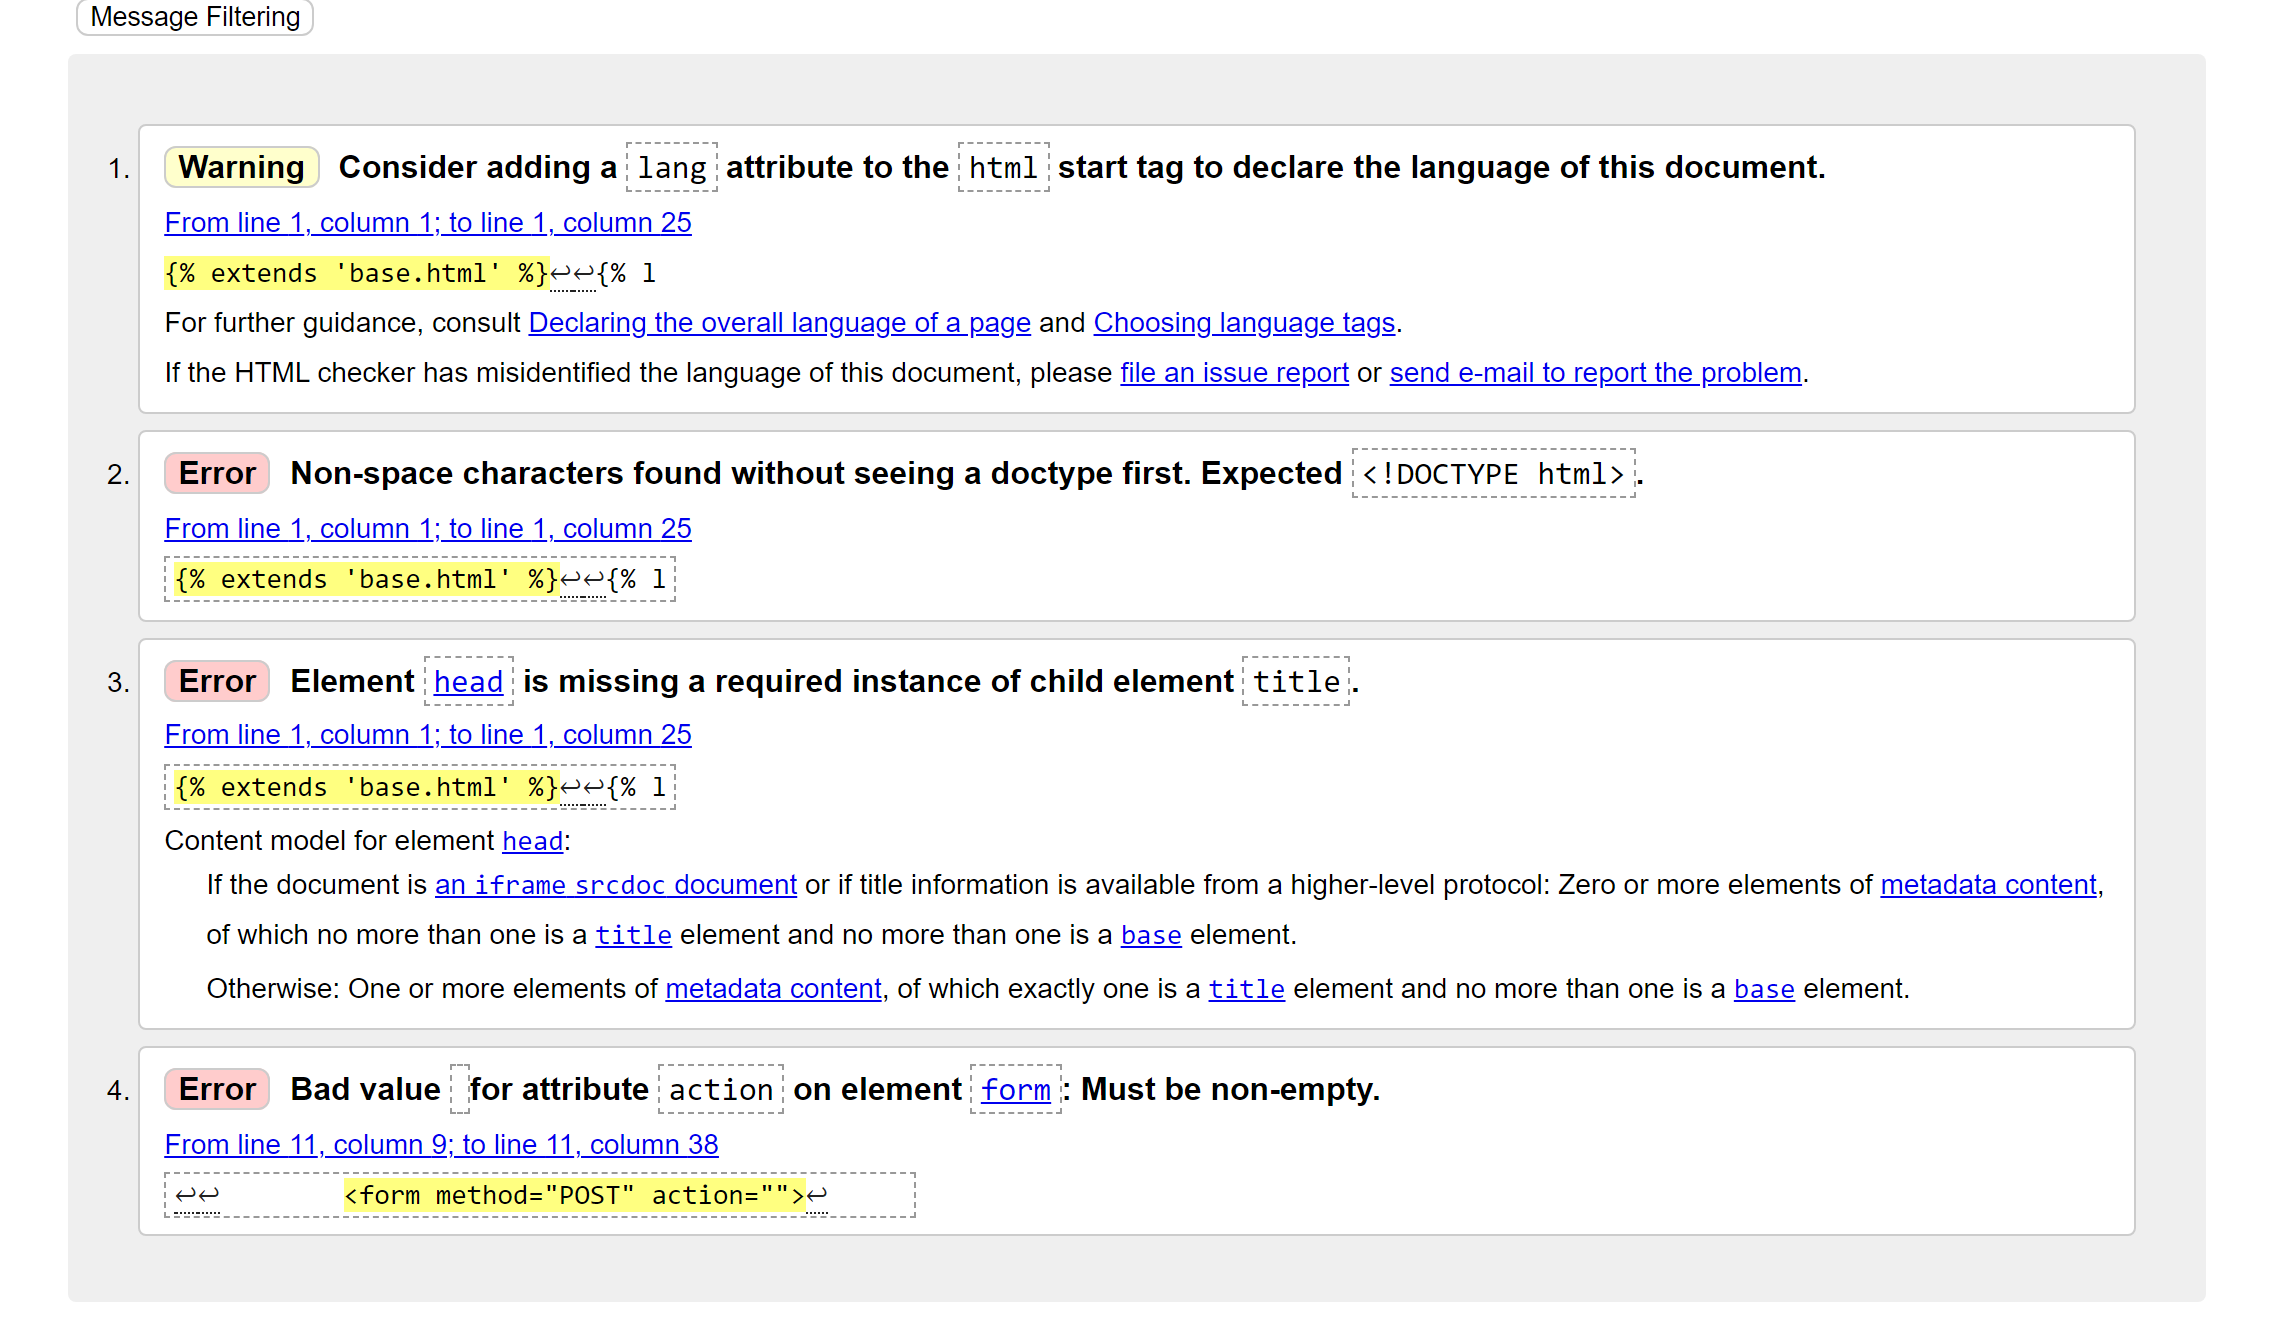 Message Filtering
1. Warning Consider adding a lang attribute to the html start tag to declare the language of this document.
From line 1, column 1; to line 1, column 25
{% extends 'base.html' %}↩↩{% l
For further guidance, consult Declaring the overall language of a page and Choosing language tags.
If the HTML checker has misidentified the language of this document, please file an issue report or send e-mail to report the problem.
2. Error Non-space characters found without seeing a doctype first. Expected <!DOCTYPE html>.
From line 1, column 1; to line 1, column 25
{% extends 'base.html' %}↩↩{% l
3. Error Element head is missing a required instance of child element title.
From line 1, column 1; to line 1, column 25
{% extends 'base.html' %}↩↩{% l
Content model for element head:
If the document is an iframe srcdoc document or if title information is available from a higher-level protocol: Zero or more elements of metadata content,
of which no more than one is a title element and no more than one is a base element.
Otherwise: One or more elements of metadata content, of which exactly one is a title element and no more than one is a base element.
4. Error Bad value for attribute action on element form: Must be non-empty.
From line 11, column 9; to line 11, column 38
↩↩        <form method="POST" action="">↩